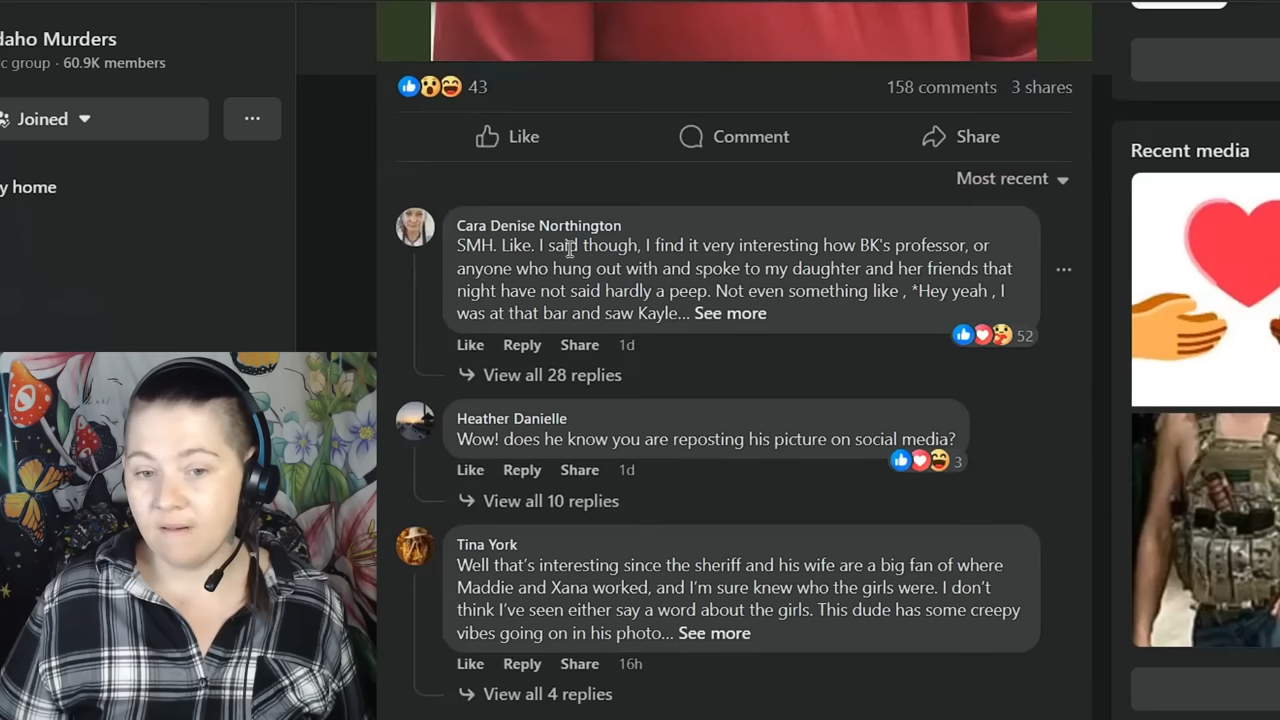 daho Murders
c group · 60.9K members
Joined
y home
43
158 comments 3 shares
Like Comment Share
Most recent
Cara Denise Northington
SMH. Like. I said though, I find it very interesting how BK's professor, or
anyone who hung out with and spoke to my daughter and her friends that
night have not said hardly a peep. Not even something like , *Hey yeah , I
was at that bar and saw Kayle... See more
52
Like Reply Share 1d
View all 28 replies
Heather Danielle
Wow! does he know you are reposting his picture on social media?
3
Like Reply Share 1d
View all 10 replies
Tina York
Well that's interesting since the sheriff and his wife are a big fan of where
Maddie and Xana worked, and I'm sure knew who the girls were. I don't
think I've seen either say a word about the girls. This dude has some creepy
vibes going on in his photo... See more
Like Reply Share 16h
View all 4 replies
Recent media